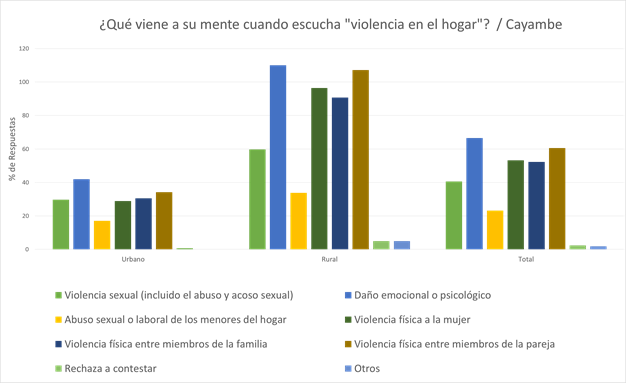 ¿Qué viene a su mente cuando escucha "violencia en el hogar"? / Cayambe
120
100
80
60
40
20
0
% de Respuestas
Urbano Rural Total
Violencia sexual (incluido el abuso y acoso sexual) Daño emocional o psicológico
Abuso sexual o laboral de los menores del hogar Violencia física a la mujer
Violencia física entre miembros de la familia Violencia física entre miembros de la pareja
Rechaza a contestar Otros